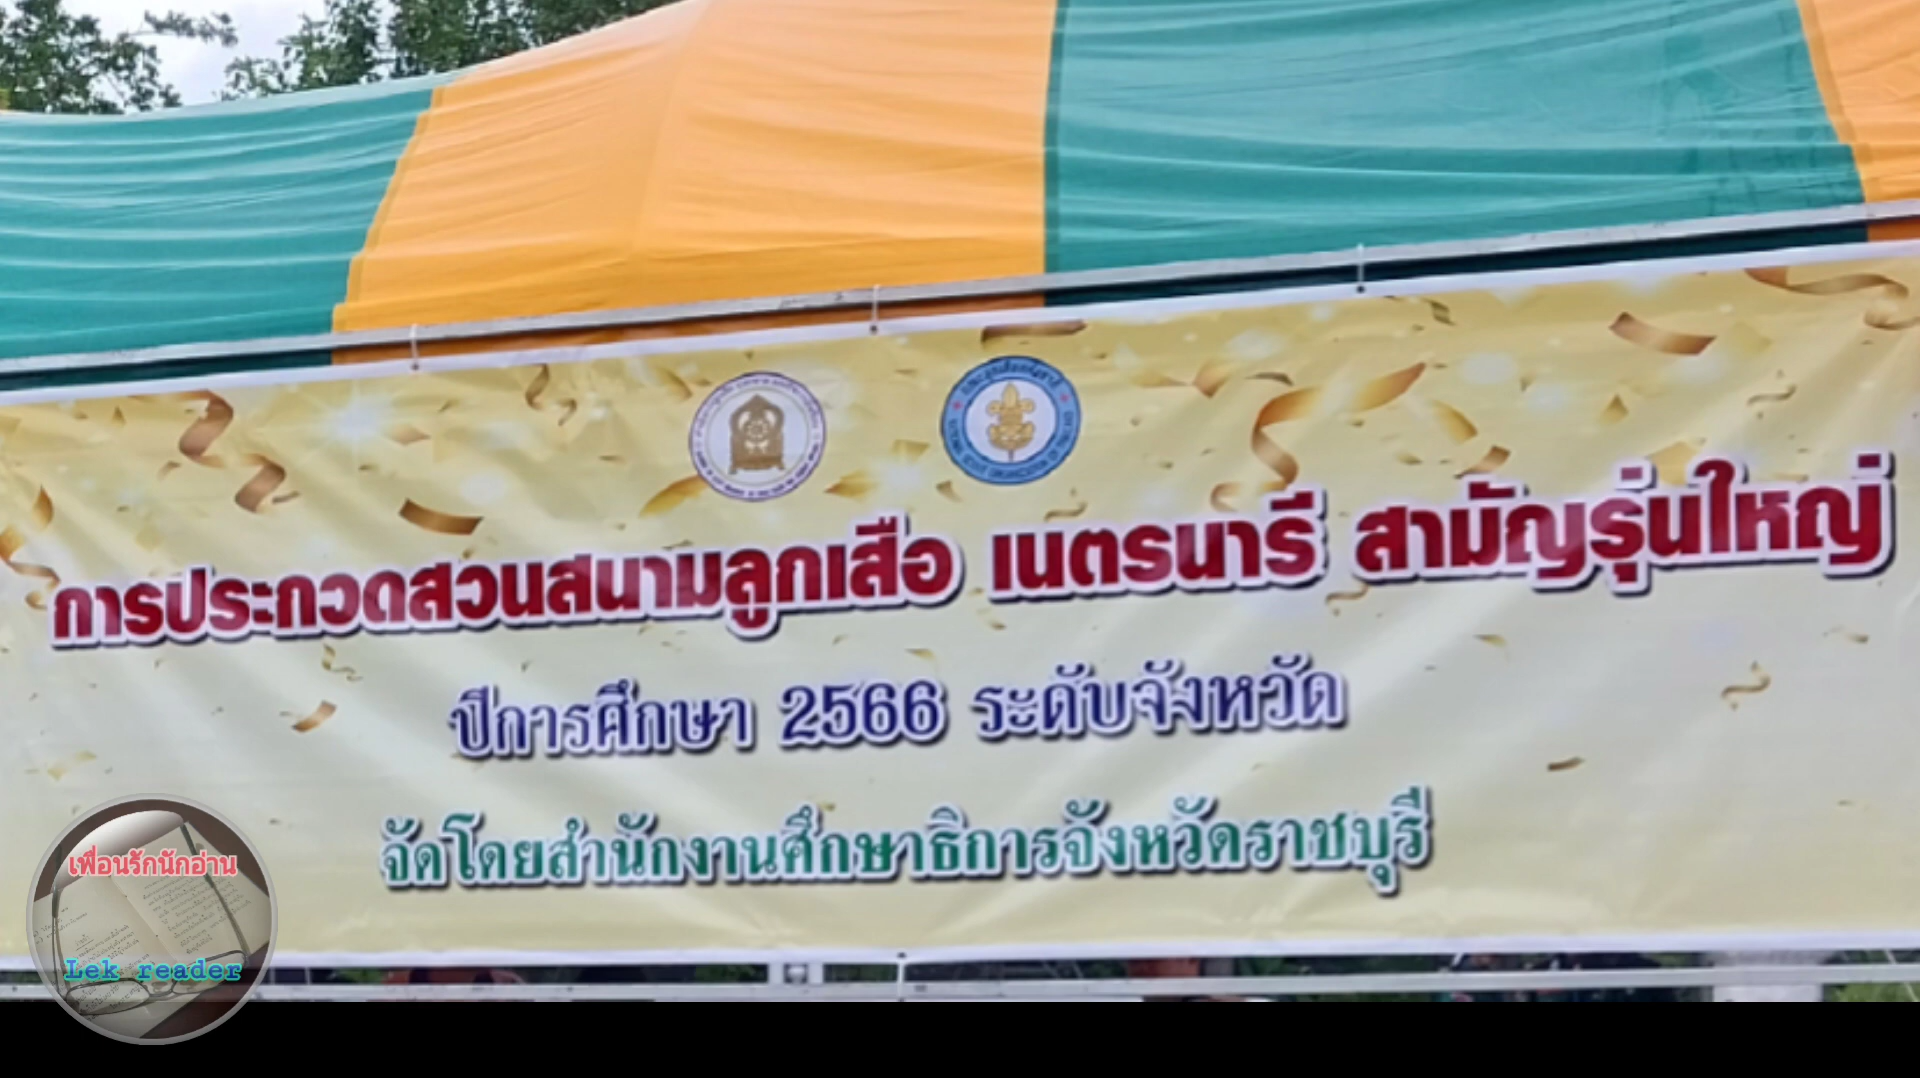 การประกวดสวนสนามลูกเสือ เนตรนารี สามัญรุ่นใหญ่
ปีการศึกษา 2566 ระดับจังหวัด
จัดโดยสำนักงานศึกษาธิการจังหวัดราชบุรี
เพื่อนรักนักอ่าน
Lek reader